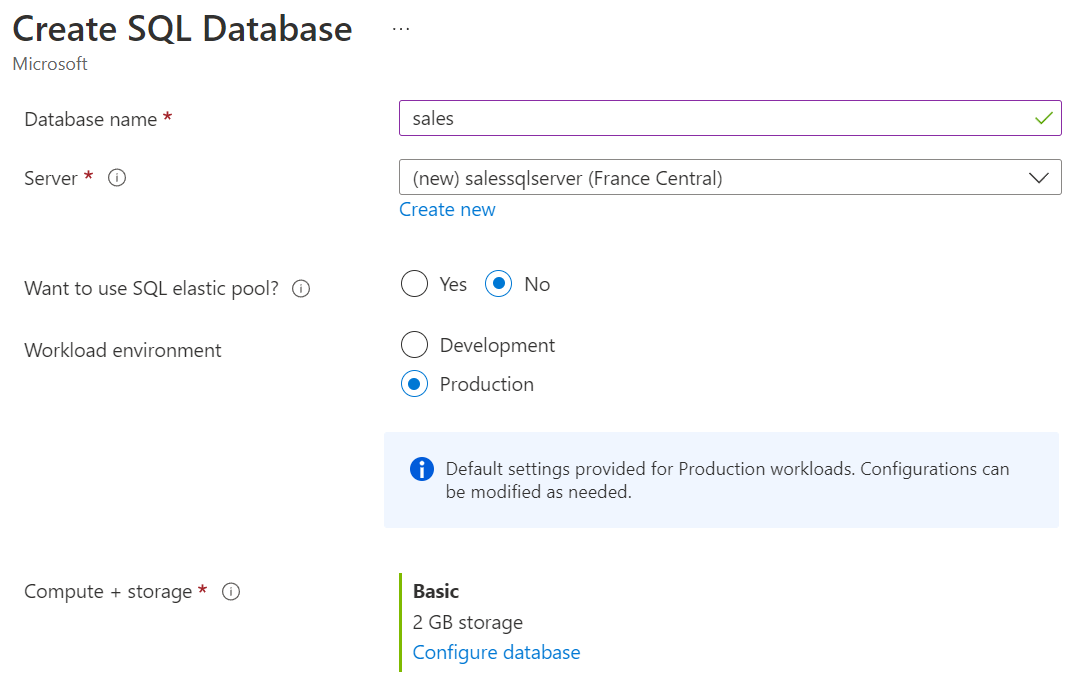 Create SQL Database ...
Microsoft
Database name *
sales
Server *
(new) salessqlserver (France Central)
Create new
Want to use SQL elastic pool?
Yes No
Workload environment
Development
Production
Default settings provided for Production workloads. Configurations can
be modified as needed.
Compute + storage *
Basic
2 GB storage
Configure database